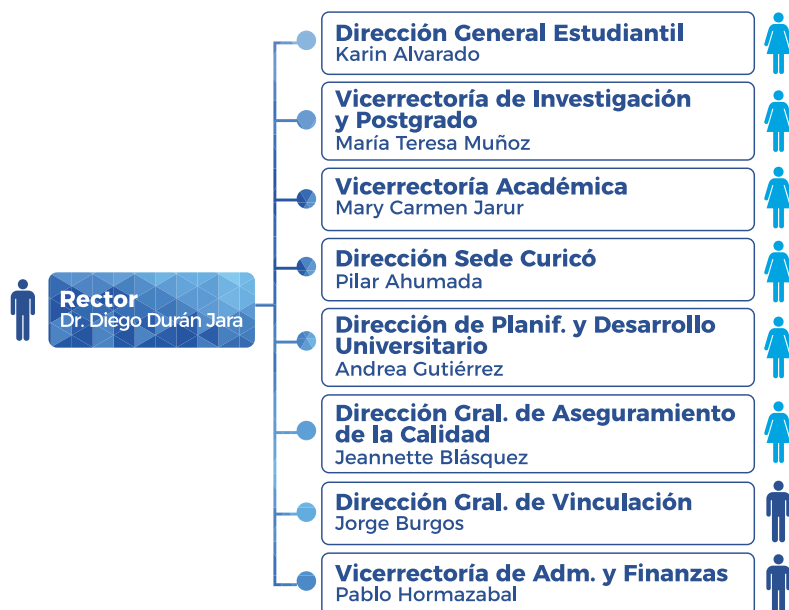 Dirección General Estudiantil
Karin Alvarado
Vicerrectoría de Investigación
y Postgrado
María Teresa Muñoz
Vicerrectoría Académica
Mary Carmen Jarur
Dirección Sede Curicó
Pilar Ahumada
Rector
Dr. Diego Durán Jara
Dirección de Planif. y Desarrollo
Universitario
Andrea Gutiérrez
Dirección Gral. de Aseguramiento
de la Calidad
Jeannette Blásquez
Dirección Gral. de Vinculación
Jorge Burgos
Vicerrectoría de Adm. y Finanzas
Pablo Hormazabal